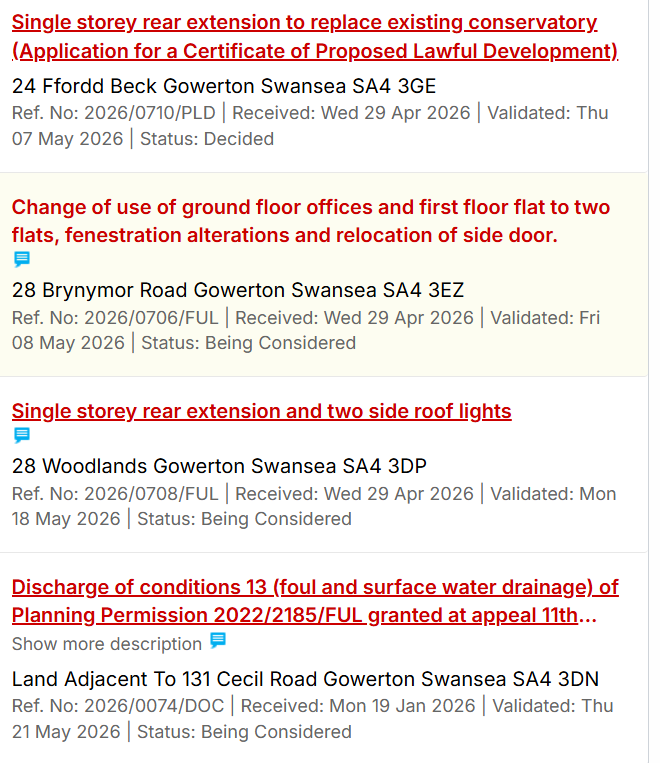 Single storey rear extension to replace existing conservatory
(Application for a Certificate of Proposed Lawful Development)
24 Ffordd Beck Gowerton Swansea SA4 3GE
Ref. No: 2026/0710/PLD | Received: Wed 29 Apr 2026 | Validated: Thu
07 May 2026 | Status: Decided
Change of use of ground floor offices and first floor flat to two
flats, fenestration alterations and relocation of side door.
28 Brynymor Road Gowerton Swansea SA4 3EZ
Ref. No: 2026/0706/FUL | Received: Wed 29 Apr 2026 | Validated: Fri
08 May 2026 | Status: Being Considered
Single storey rear extension and two side roof lights
28 Woodlands Gowerton Swansea SA4 3DP
Ref. No: 2026/0708/FUL | Received: Wed 29 Apr 2026 | Validated: Mon
18 May 2026 | Status: Being Considered
Discharge of conditions 13 (foul and surface water drainage) of
Planning Permission 2022/2185/FUL granted at appeal 11th...
Show more description
Land Adjacent To 131 Cecil Road Gowerton Swansea SA4 3DN
Ref. No: 2026/0074/DOC | Received: Mon 19 Jan 2026 | Validated: Thu
21 May 2026 | Status: Being Considered